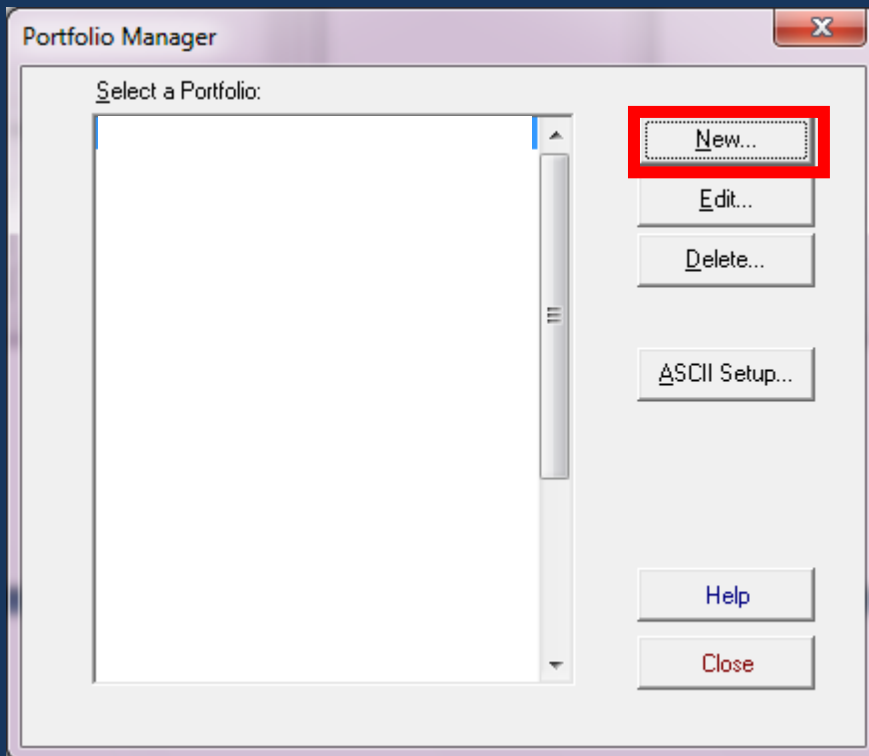 Portfolio Manager
Select a Portfolio:
New...
Edit...
Delete...
ASCII Setup...
Help
Close